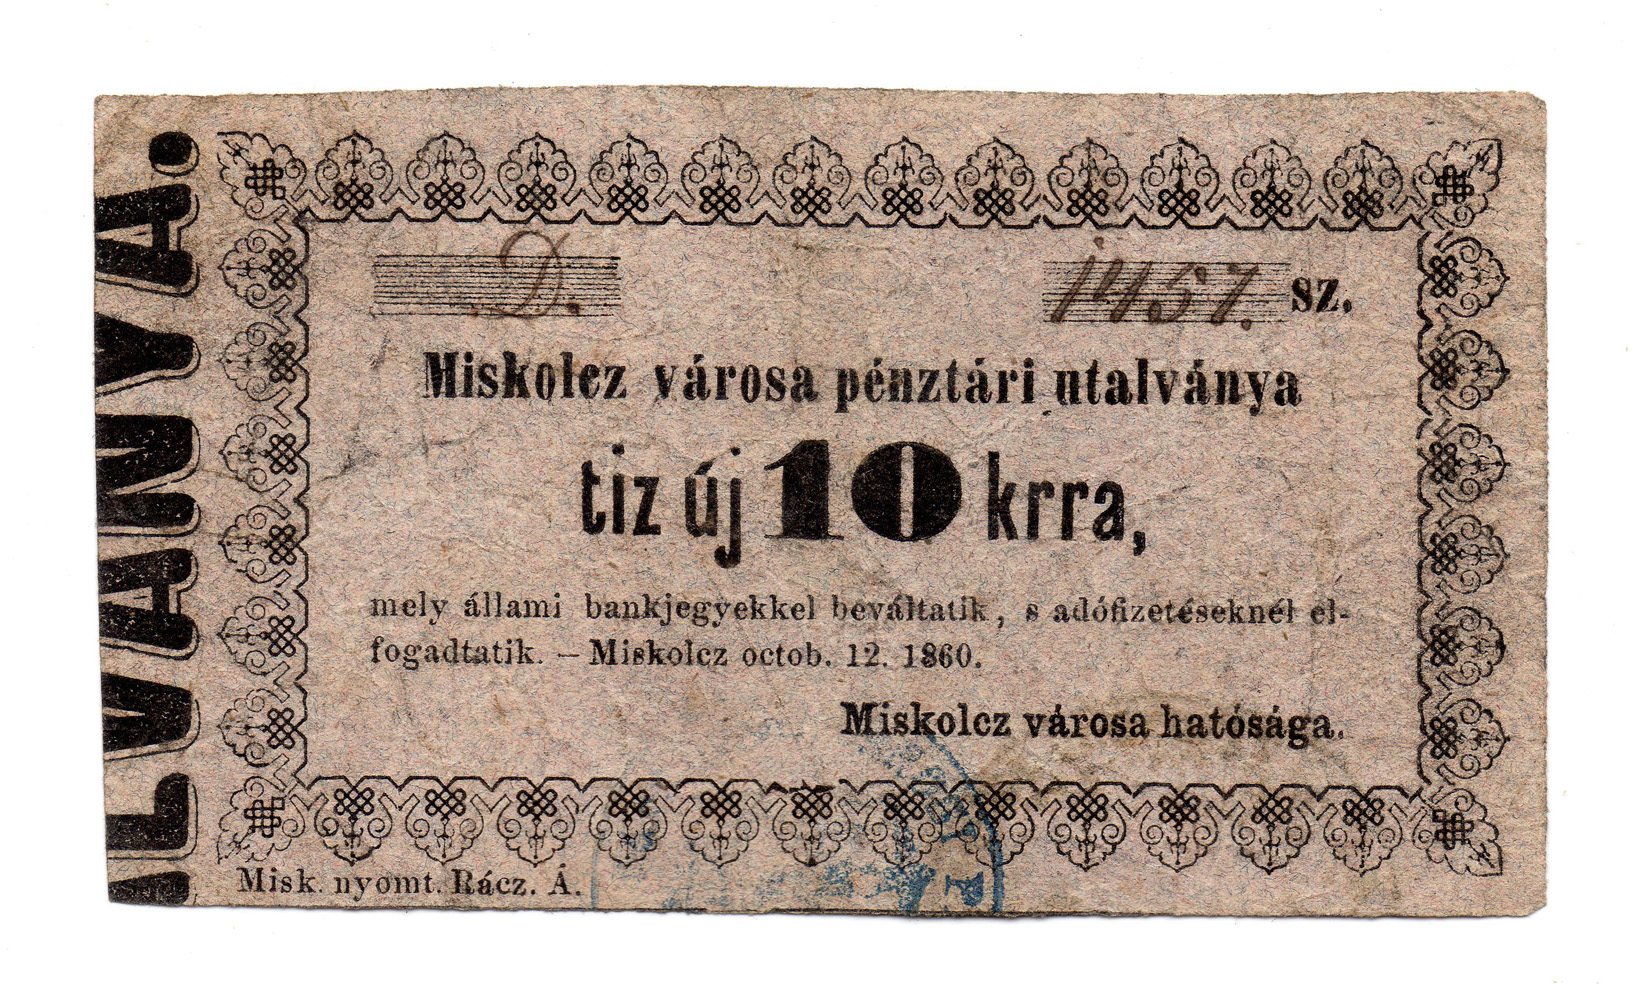 D. 1457. sz.
Miskolcz városa pénztári utalványa
tiz új 10 krra,
mely állami bankjegyekkel beváltatik, s adófizetéseknél el-
fogadtatik. – Miskolcz octob. 12. 1860.
Miskolcz városa hatósága.
Misk. nyomt. Rácz. Á.
LVÁNYA.